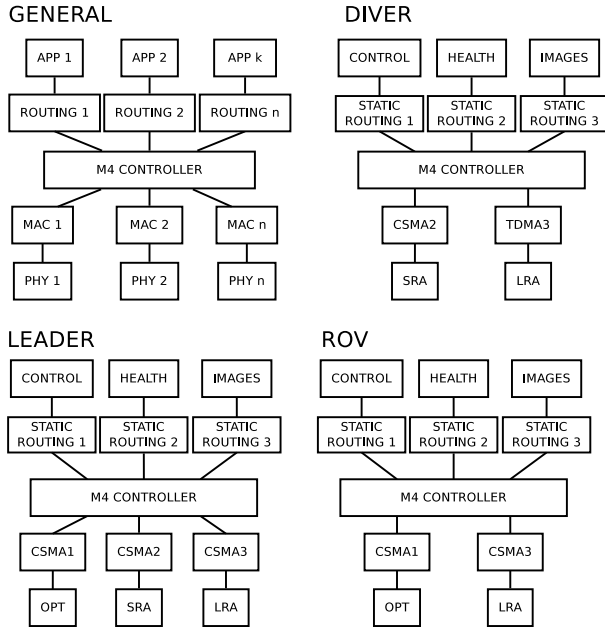 GENERAL
APP 1
APP 2
APP k
ROUTING 1
ROUTING 2
ROUTING n
M4 CONTROLLER
MAC 1
MAC 2
MAC n
PHY 1
PHY 2
PHY n
DIVER
CONTROL
HEALTH
IMAGES
STATIC
ROUTING 1
STATIC
ROUTING 2
STATIC
ROUTING 3
M4 CONTROLLER
CSMA2
TDMA3
SRA
LRA
LEADER
CONTROL
HEALTH
IMAGES
STATIC
ROUTING 1
STATIC
ROUTING 2
STATIC
ROUTING 3
M4 CONTROLLER
CSMA1
CSMA2
CSMA3
OPT
SRA
LRA
ROV
CONTROL
HEALTH
IMAGES
STATIC
ROUTING 1
STATIC
ROUTING 2
STATIC
ROUTING 3
M4 CONTROLLER
CSMA1
CSMA3
OPT
LRA